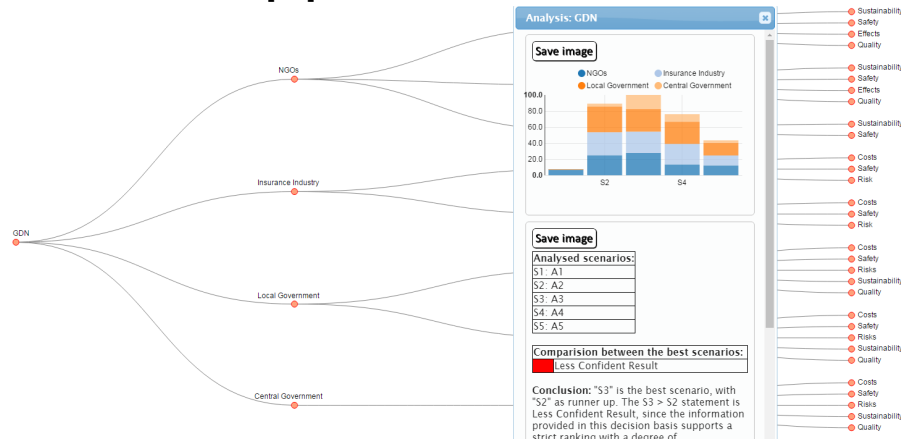 GDN
NGOs
Insurance Industry
Local Government
Central Government
Analysis: GDN
Save image
NGOs
Insurance Industry
Local Government
Central Government
100.0
80.0
60.0
40.0
20.0
0.0
S2
S4
Save image
Analysed scenarios:
S1: A1
S2: A2
S3: A3
S4: A4
S5: A5
Comparision between the best scenarios:
Less Confident Result
Conclusion: "S3" is the best scenario, with
"S2" as runner up. The S3 > S2 statement is
Less Confident Result, since the information
provided in this decision basis supports a
strict ranking with a degree of
Sustainability
Safety
Effects
Quality
Sustainability
Safety
Effects
Quality
Sustainability
Safety
Costs
Safety
Risk
Costs
Safety
Risk
Costs
Safety
Risks
Sustainability
Quality
Costs
Safety
Risks
Sustainability
Quality
Costs
Safety
Risks
Sustainability
Quality